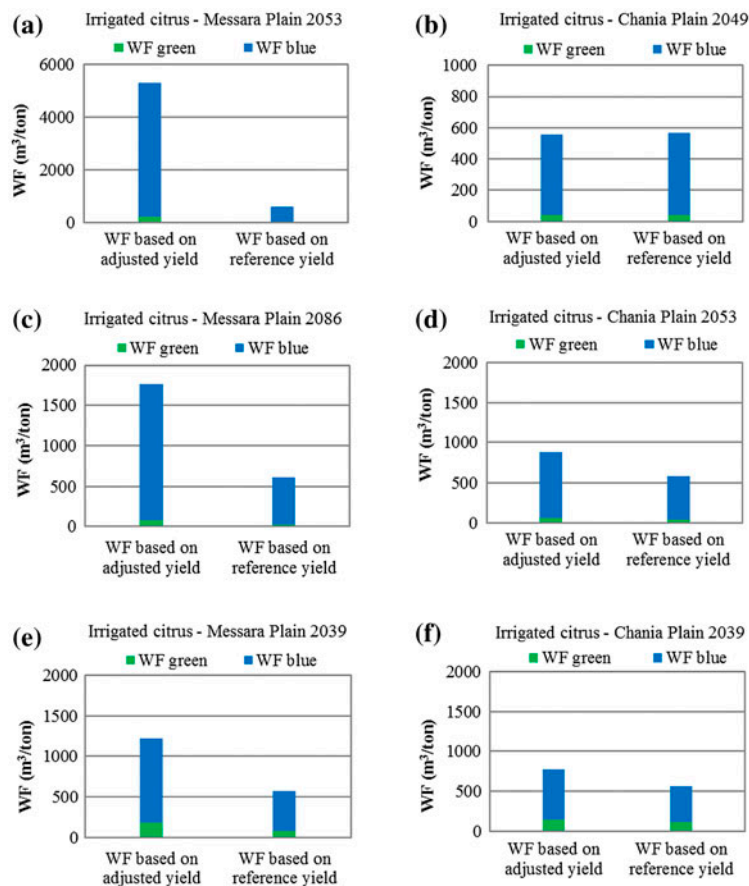 (a) Irrigated citrus - Messara Plain 2053
WF green WF blue
WF (m³/ton)
6000
4000
2000
0
WF based on adjusted yield
WF based on reference yield
(b) Irrigated citrus - Chania Plain 2049
WF green WF blue
WF (m³/ton)
1000
800
600
400
200
0
WF based on adjusted yield
WF based on reference yield
(c) Irrigated citrus - Messara Plain 2086
WF green WF blue
WF (m³/ton)
2000
1500
1000
500
0
WF based on adjusted yield
WF based on reference yield
(d) Irrigated citrus - Chania Plain 2053
WF green WF blue
WF (m³/ton)
2000
1500
1000
500
0
WF based on adjusted yield
WF based on reference yield
(e) Irrigated citrus - Messara Plain 2039
WF green WF blue
WF (m³/ton)
2000
1500
1000
500
0
WF based on adjusted yield
WF based on reference yield
(f) Irrigated citrus - Chania Plain 2039
WF green WF blue
WF (m³/ton)
2000
1500
1000
500
0
WF based on adjusted yield
WF based on reference yield